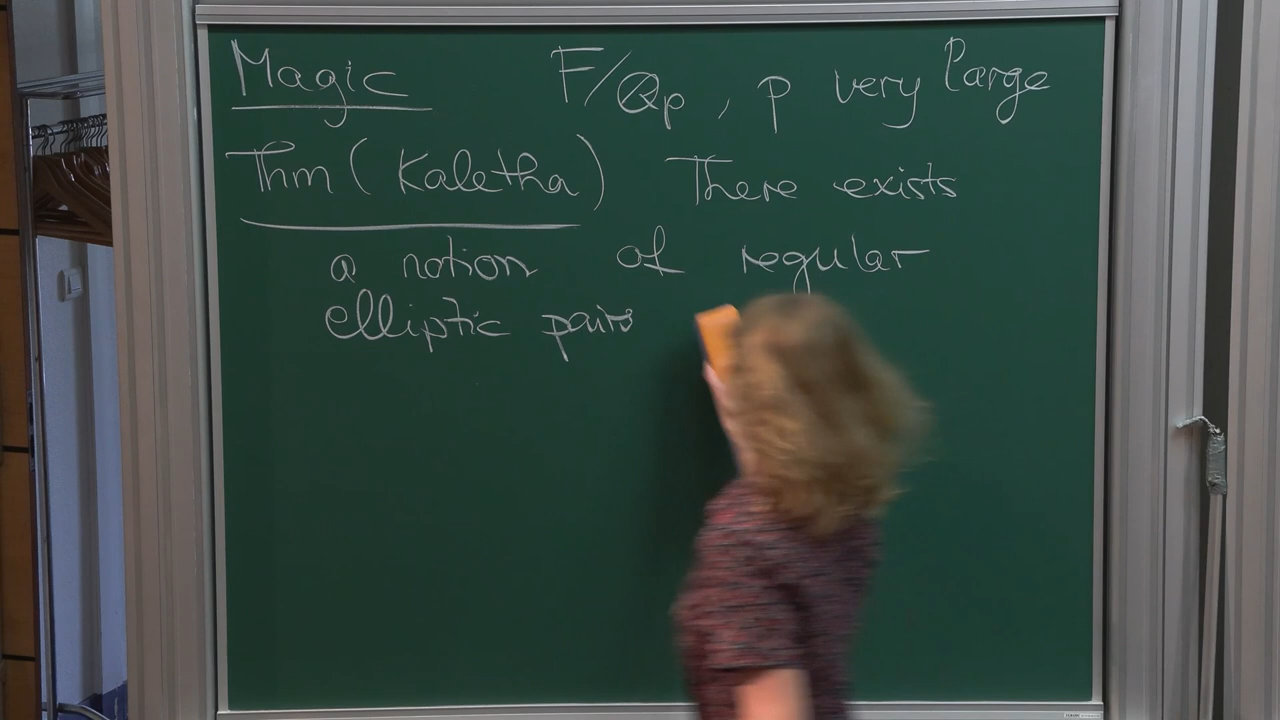 Magic F/ℚp, p very large
Thm (Kaletha) There exists
a notion of regular
elliptic pairs